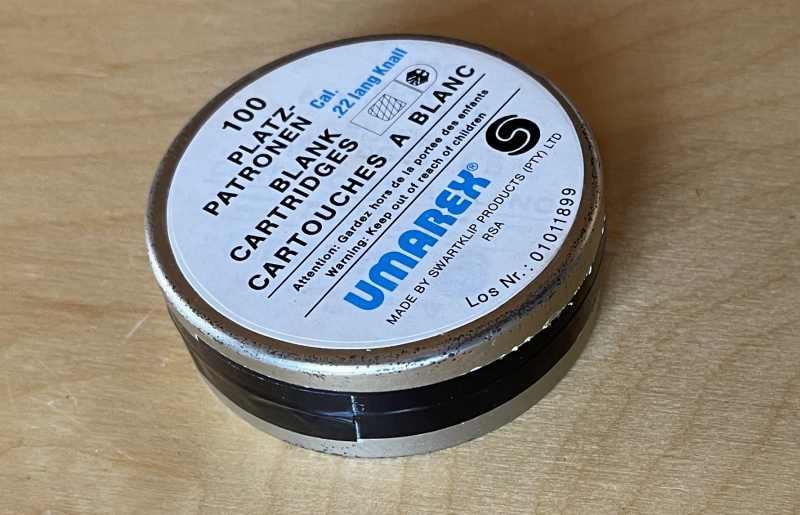 100
PLATZ-
PATRONEN
Cal.
.22 lang Knall
BLANK
CARTRIDGES
CARTOUCHES A BLANC
Attention: Gardez hors de la portee des enfants
Warning: Keep out of reach of children
UMAREX®
MADE BY SWARTKLIP PRODUCTS (PTY) LTD
RSA
Los Nr.: 01011899